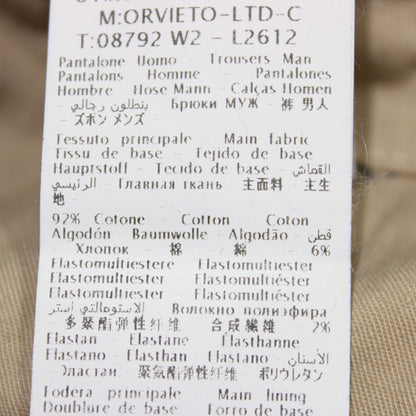 M:ORVIETO-LTD-C
T:08792 W2 - L2612
Pantalone Uomo - Trousers Man
Pantalons Homme Pantalones
Hombre Hose Mann - Calças Homen
بنطلون رجالي - Брюки МУЖ - 裤 男人
- ズボン メンズ -
Tessuto principale - Main fabric
Tissu de base - Tejido de base
Hauptstoff - Tecido de base - القماش
الرئيسي - Главная ткань - 主面料 - 主生
地
92% Cotone Cotton Coton
Algodón - Baumwolle - Algodão - قطن
- Хлопок - 棉 綿 - 6%
Elastomultiestere Elastomultiester
Elastomultiéster Elastomultiester
Elastomultiéster Elastomultiéster
الاستومالتي أستر Волокно полиэфира
多聚酯弹性纤维 合成繊維 2%
Elastan Elastane Elasthanne
Elastano - Elasthan - Elastano - الأستان
- Эластан - 聚氨酯弹性纤维 - ポリウレタン
Fodera principale - Main lining
Doublure de base Forro de base